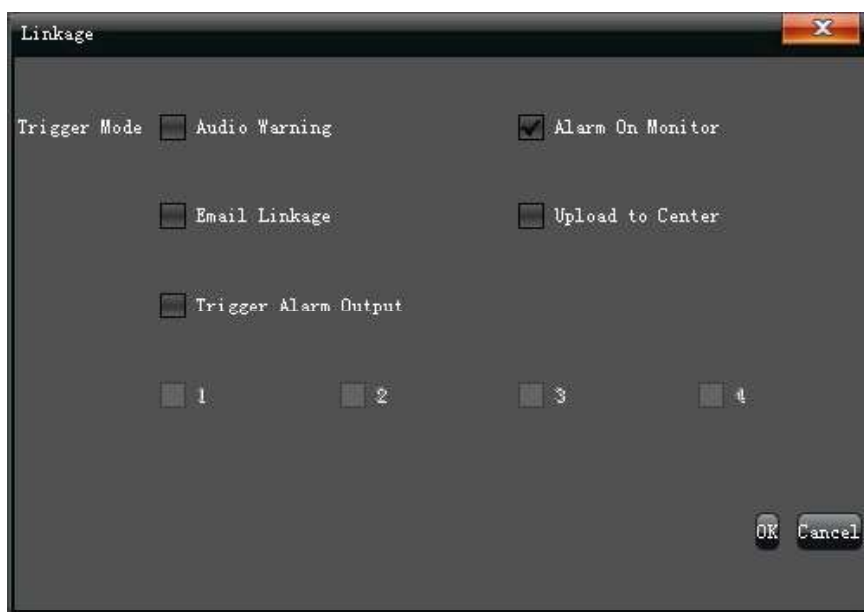 Linkage
Trigger Mode Audio Warning Alarm On Monitor
Email Linkage Upload to Center
Trigger Alarm Output
1 2 3 4
OK Cancel